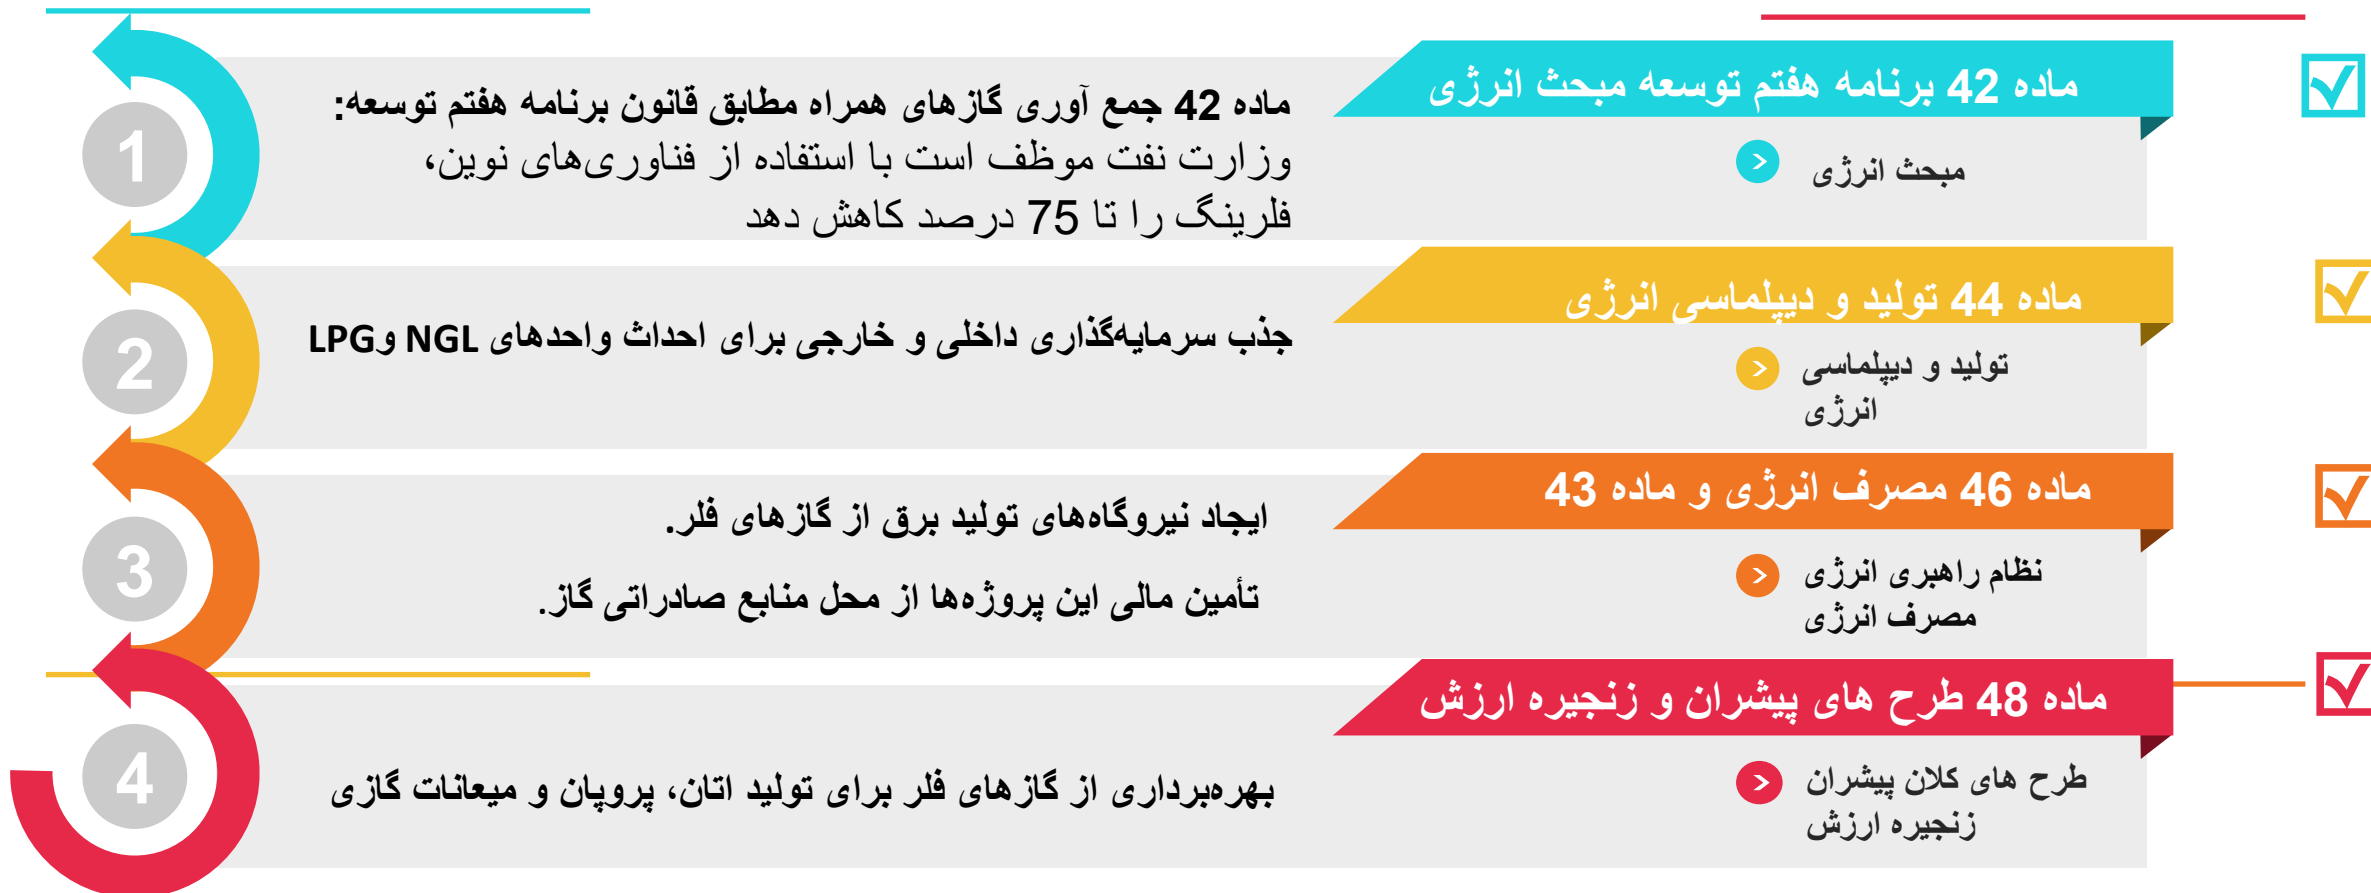 ماده 42 برنامه هفتم توسعه مبحث انرژی
مبحث انرژی
ماده 42 جمع آوری گازهای همراه مطابق قانون برنامه هفتم توسعه:
وزارت نفت موظف است با استفاده از فناوری‌های نوین،
فلرینگ را تا 75 درصد کاهش دهد
1
ماده 44 تولید و دیپلماسی انرژی
تولید و دیپلماسی
انرژی
جذب سرمایه‌گذاری داخلی و خارجی برای احداث واحدهای NGL وLPG
2
ماده 46 مصرف انرژی و ماده 43
نظام راهبری انرژی
مصرف انرژی
ایجاد نیروگاه‌های تولید برق از گازهای فلر.
تأمین مالی این پروژه‌ها از محل منابع صادراتی گاز.
3
ماده 48 طرح های پیشران و زنجیره ارزش
طرح های کلان پیشران
زنجیره ارزش
بهره‌برداری از گازهای فلر برای تولید اتان، پروپان و میعانات گازی
4